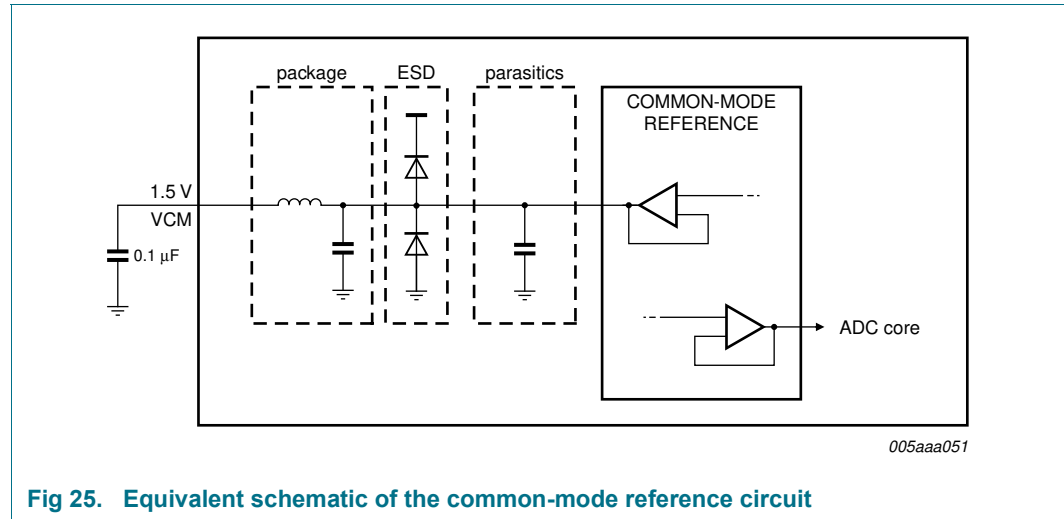 package
ESD
parasitics
COMMON-MODE
REFERENCE
1.5 V
VCM
0.1 μF
ADC core
005aaa051
Fig 25. Equivalent schematic of the common-mode reference circuit